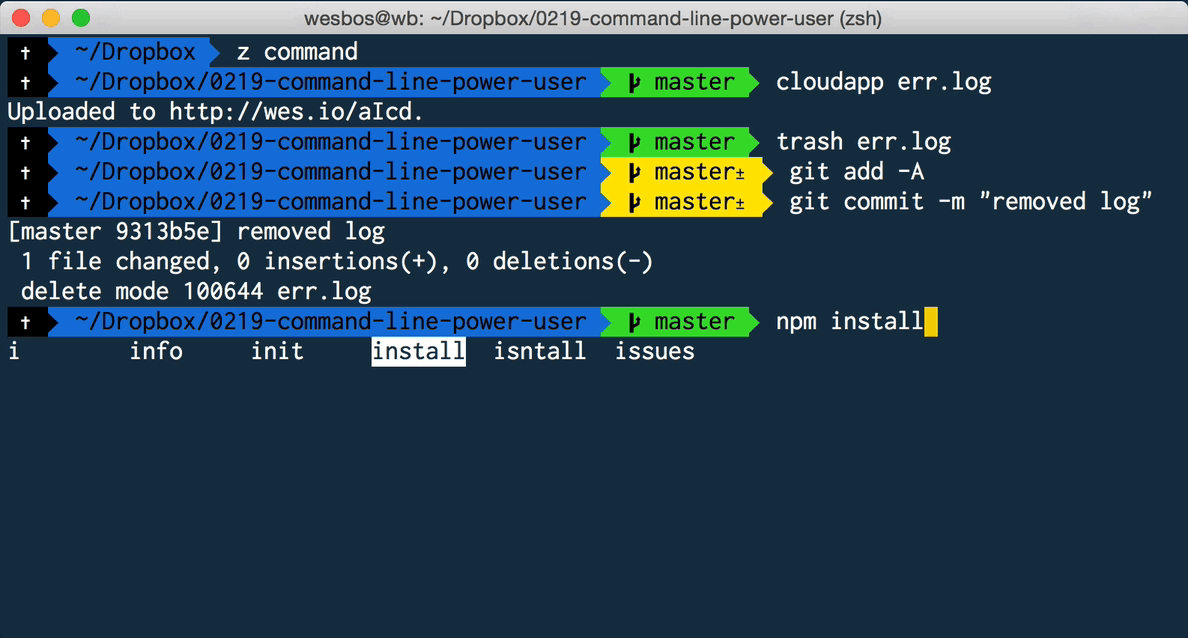 wesbos@wb: ~/Dropbox/0219-command-line-power-user (zsh)
✝ ~/Dropbox z command
✝ ~/Dropbox/0219-command-line-power-user master cloudapp err.log
Uploaded to http://wes.io/aIcd.
✝ ~/Dropbox/0219-command-line-power-user master trash err.log
✝ ~/Dropbox/0219-command-line-power-user master± git add -A
✝ ~/Dropbox/0219-command-line-power-user master± git commit -m "removed log"
[master 9313b5e] removed log
1 file changed, 0 insertions(+), 0 deletions(-)
delete mode 100644 err.log
✝ ~/Dropbox/0219-command-line-power-user master npm install
i info init install isntall issues